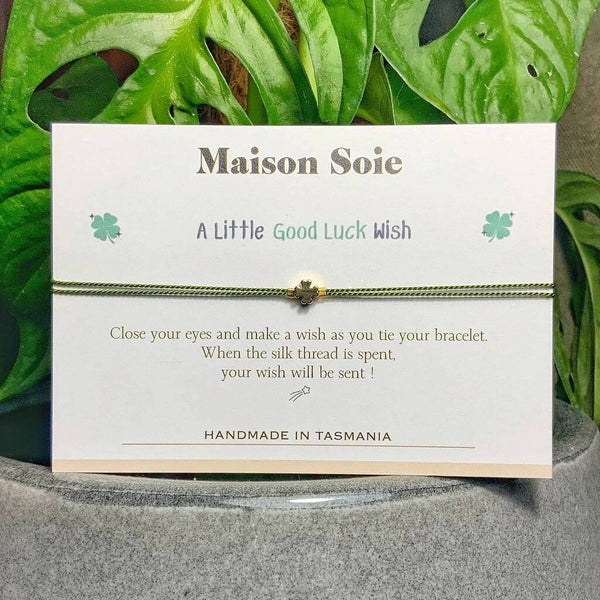 Maison Soie
A Little Good Luck Wish
Close your eyes and make a wish as you tie your bracelet.
When the silk thread is spent,
your wish will be sent !
HANDMADE IN TASMANIA